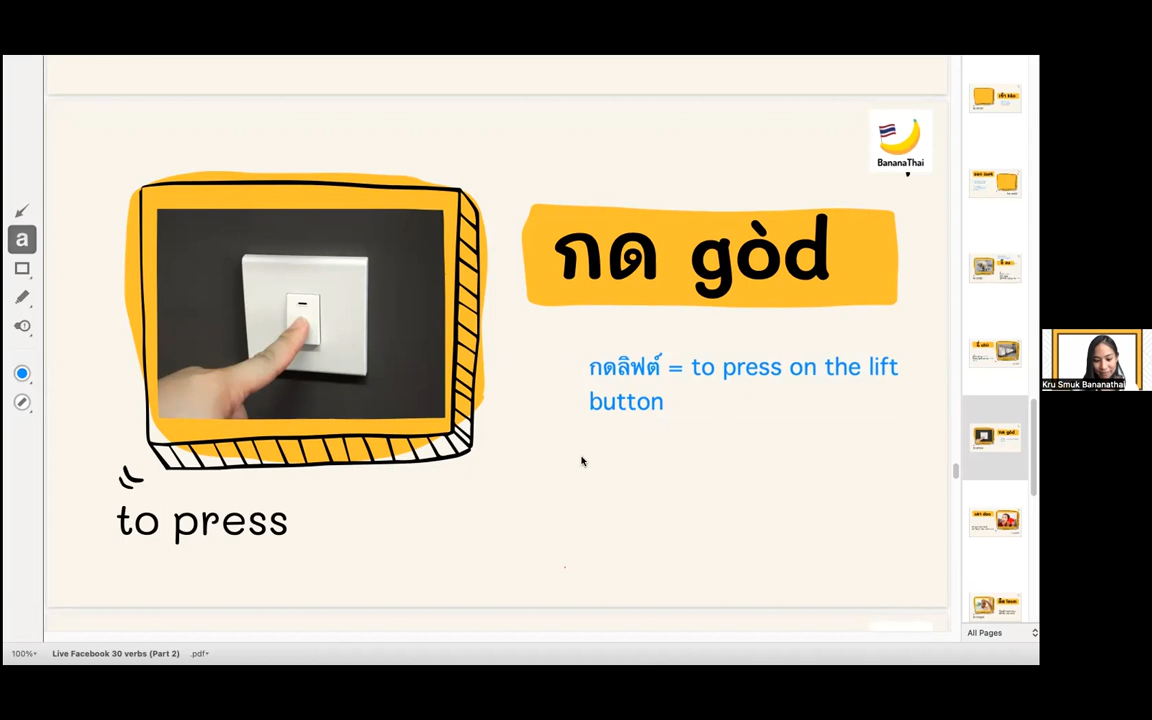 BananaThai
a
กด gòd
กดลิฟต์ = to press on the lift
button
to press
Kru Smuk Bananathai
All Pages
100%
Live Facebook 30 verbs (Part 2)
.pdf